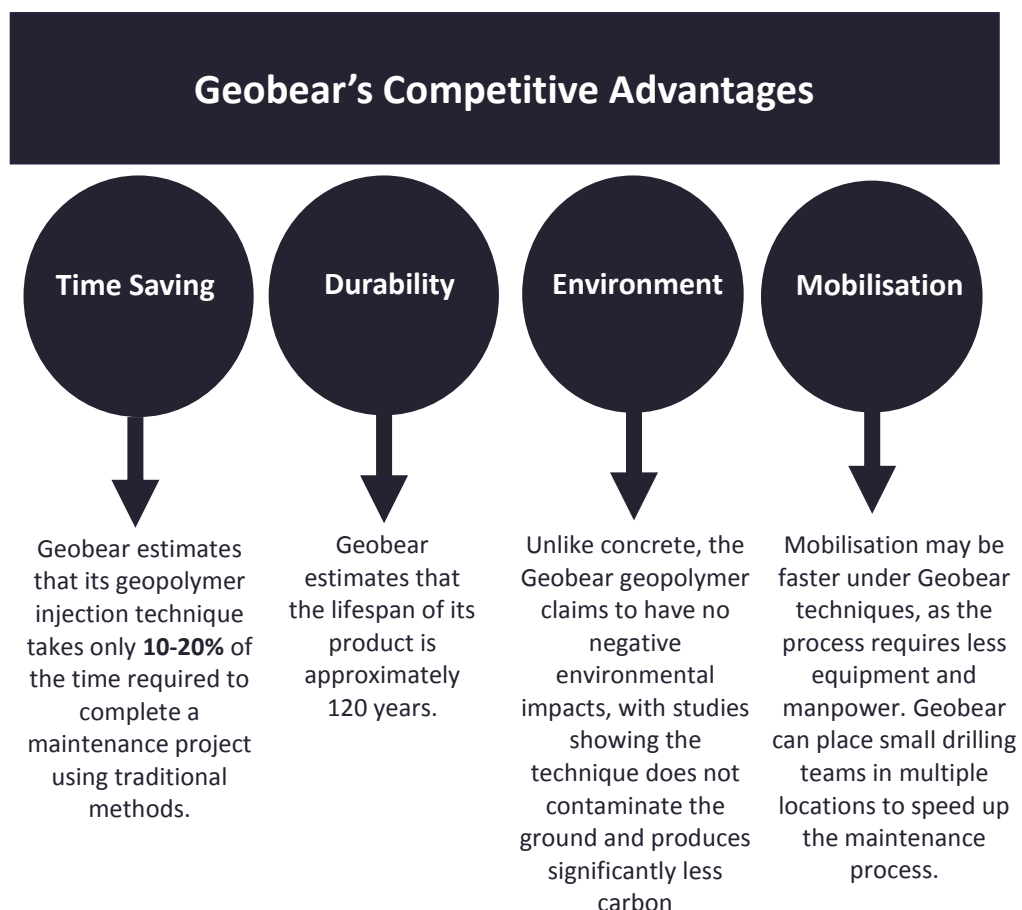 Geobear’s Competitive Advantages
Time Saving
Durability
Environment
Mobilisation
Geobear estimates
that its geopolymer
injection technique
takes only 10-20% of
the time required to
complete a
maintenance project
using traditional
methods.
Geobear
estimates that
the lifespan of its
product is
approximately
120 years.
Unlike concrete, the
Geobear geopolymer
claims to have no
negative
environmental
impacts, with studies
showing the
technique does not
contaminate the
ground and produces
significantly less
carbon
Mobilisation may be
faster under Geobear
techniques, as the
process requires less
equipment and
manpower. Geobear
can place small drilling
teams in multiple
locations to speed up
the maintenance
process.